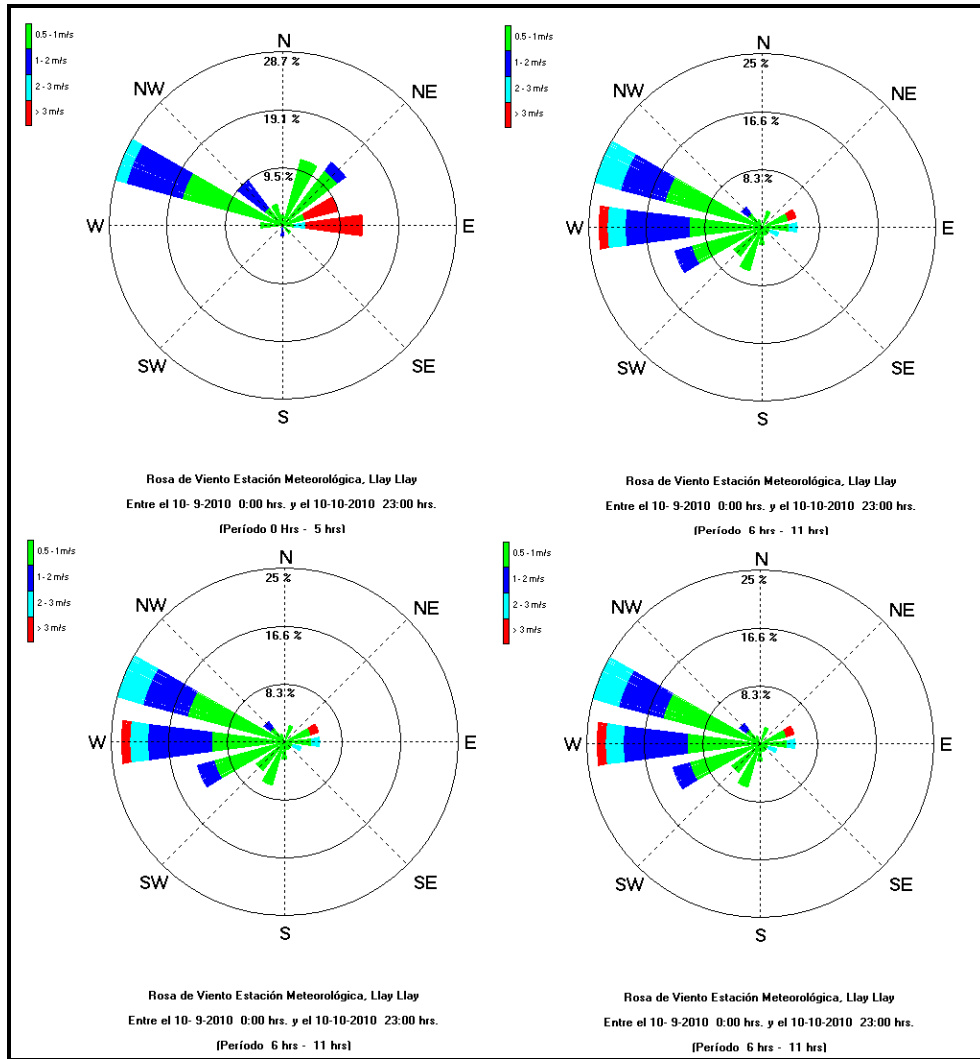 0.5 - 1m/s
1 - 2 m/s
2 - 3 m/s
> 3 m/s
N
28.7 %
19.1 %
9.5 %
NW
NE
W
E
SW
SE
S
Rosa de Viento Estación Meteorológica, Llay Llay
Entre el 10- 9-2010 0:00 hrs. y el 10-10-2010 23:00 hrs.
(Período 0 Hrs - 5 hrs)
0.5 - 1m/s
1 - 2 m/s
2 - 3 m/s
> 3 m/s
N
25 %
16.6 %
8.3 %
NW
NE
W
E
SW
SE
S
Rosa de Viento Estación Meteorológica, Llay Llay
Entre el 10- 9-2010 0:00 hrs. y el 10-10-2010 23:00 hrs.
(Período 6 hrs - 11 hrs)
0.5 - 1m/s
1 - 2 m/s
2 - 3 m/s
> 3 m/s
N
25 %
16.6 %
8.3 %
NW
NE
W
E
SW
SE
S
Rosa de Viento Estación Meteorológica, Llay Llay
Entre el 10- 9-2010 0:00 hrs. y el 10-10-2010 23:00 hrs.
(Período 6 hrs - 11 hrs)
0.5 - 1m/s
1 - 2 m/s
2 - 3 m/s
> 3 m/s
N
25 %
16.6 %
8.3 %
NW
NE
W
E
SW
SE
S
Rosa de Viento Estación Meteorológica, Llay Llay
Entre el 10- 9-2010 0:00 hrs. y el 10-10-2010 23:00 hrs.
(Período 6 hrs - 11 hrs)